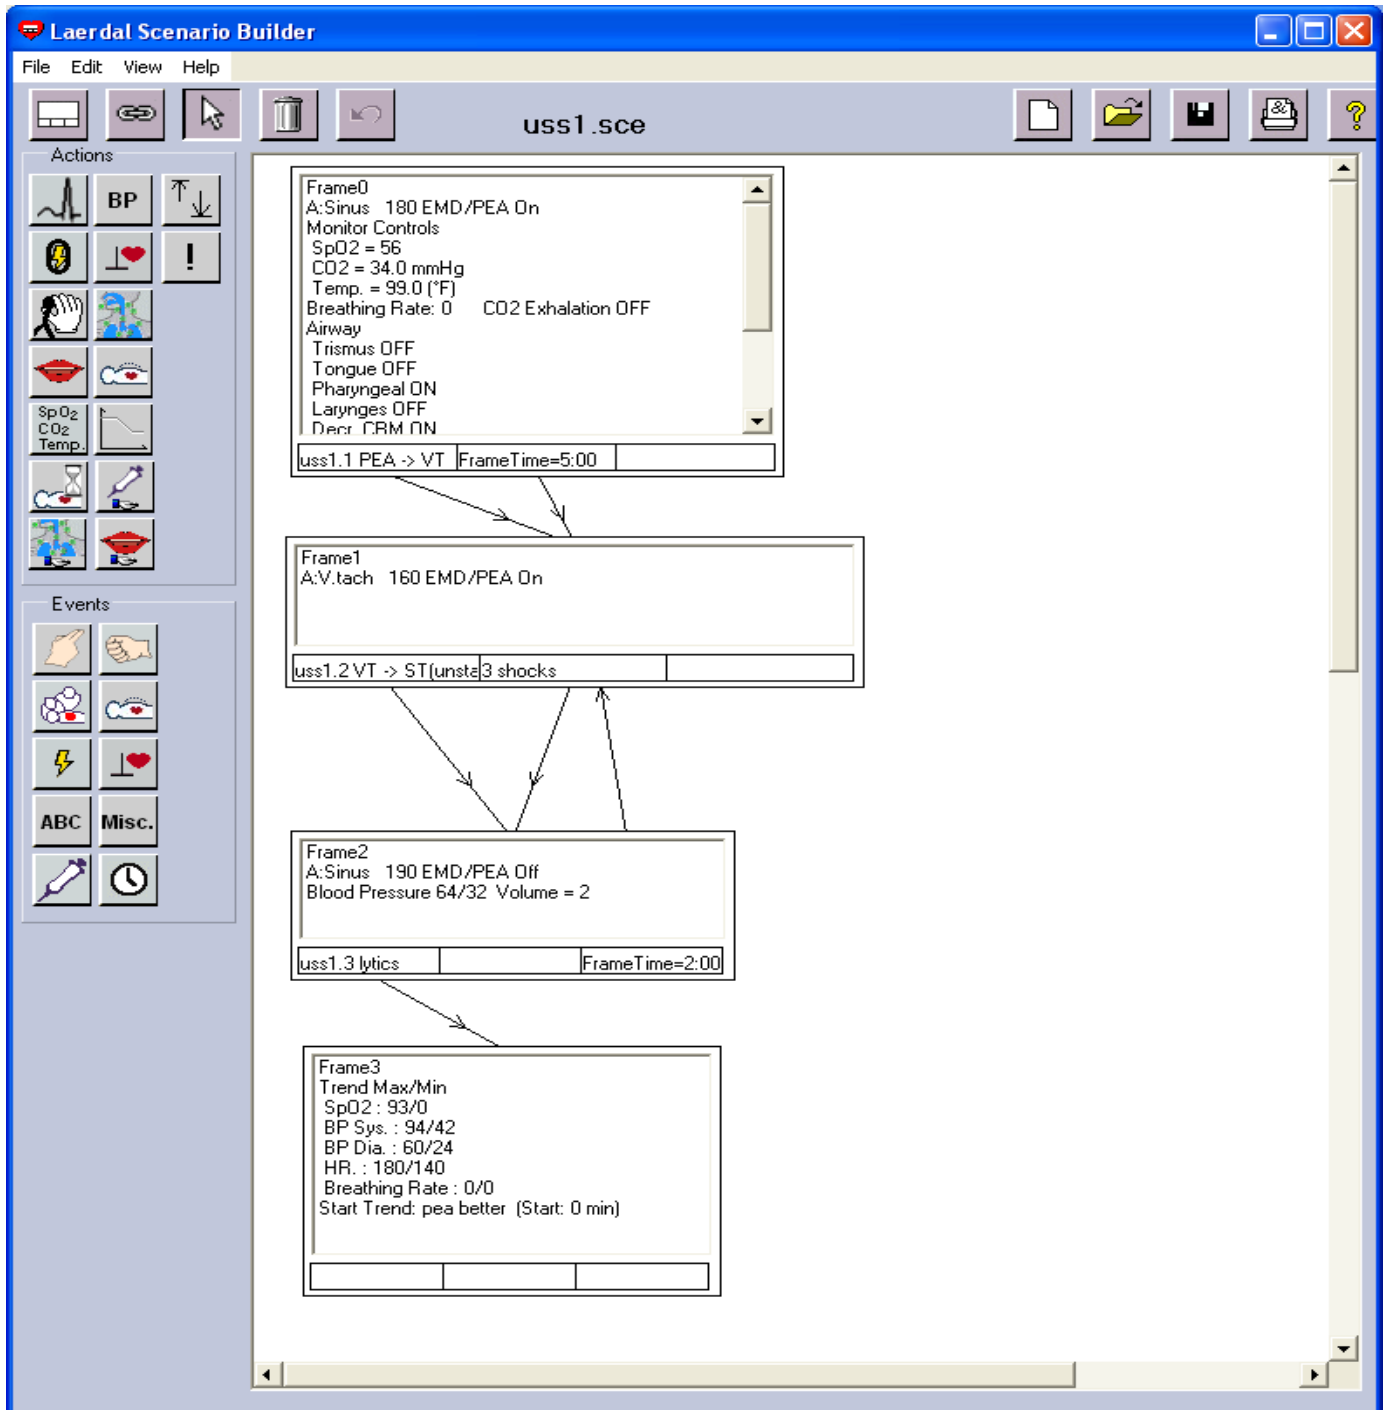 Laerdal Scenario Builder
File Edit View Help
uss1.sce
Actions
BP
!
SpO2
CO2
Temp.
Events
ABC Misc.
Frame0
A:Sinus 180 EMD/PEA On
Monitor Controls
SpO2 = 56
CO2 = 34.0 mmHg
Temp. = 99.0 (°F)
Breathing Rate: 0 CO2 Exhalation OFF
Airway
Trismus OFF
Tongue OFF
Pharyngeal ON
Larynges OFF
Decr. CRM ON
uss1.1 PEA -> VT FrameTime=5:00
Frame1
A:V.tach 160 EMD/PEA On
uss1.2 VT -> ST(unsta 3 shocks
Frame2
A:Sinus 190 EMD/PEA Off
Blood Pressure 64/32 Volume = 2
uss1.3 lytics FrameTime=2:00
Frame3
Trend Max/Min
SpO2 : 93/0
BP Sys. : 94/42
BP Dia. : 60/24
HR. : 180/140
Breathing Rate : 0/0
Start Trend: pea better (Start: 0 min)